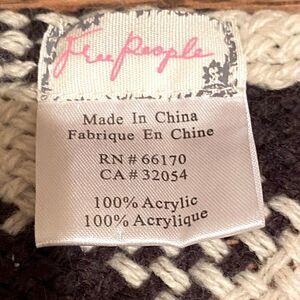 Free People
Made In China
Fabrique En Chine
RN # 66170
CA # 32054
100% Acrylic
100% Acrylique